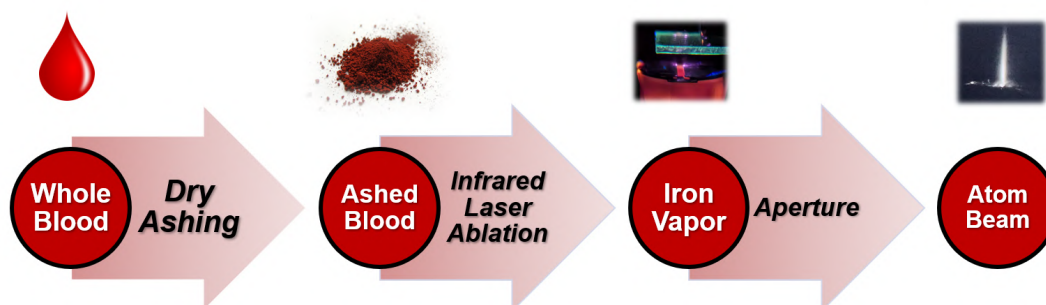 Whole
Blood
Dry
Ashing
Ashed
Blood
Infrared
Laser
Ablation
Iron
Vapor
Aperture
Atom
Beam